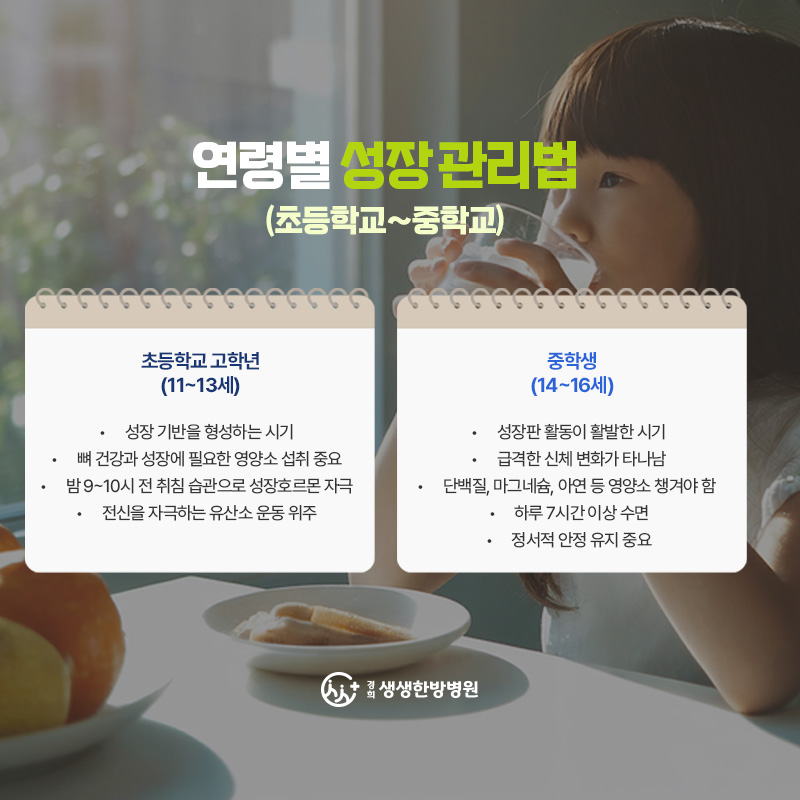 연령별 성장 관리법
(초등학교~중학교)
초등학교 고학년
(11~13세)
• 성장 기반을 형성하는 시기
• 뼈 건강과 성장에 필요한 영양소 섭취 중요
• 밤 9~10시 전 취침 습관으로 성장호르몬 자극
• 전신을 자극하는 유산소 운동 위주
중학생
(14~16세)
• 성장판 활동이 활발한 시기
• 급격한 신체 변화가 타나남
• 단백질, 마그네슘, 아연 등 영양소 챙겨야 함
• 하루 7시간 이상 수면
• 정서적 안정 유지 중요
경희 생생한방병원